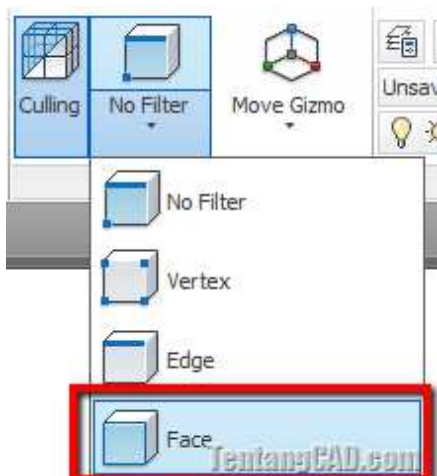 Culling
No Filter
Move Gizmo
Unsav
No Filter
Vertex
Edge
Face
TentangCAD.com